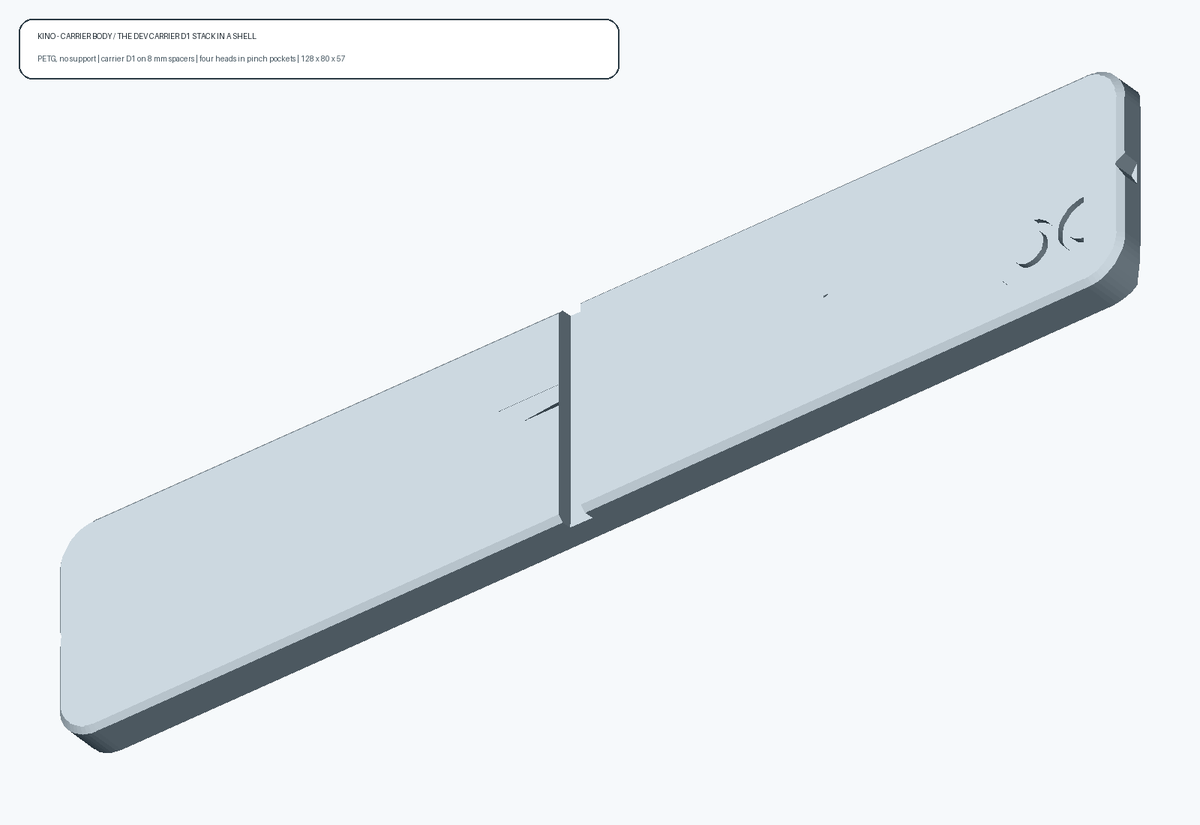 KINO - CARRIER BODY / THE DEV CARRIER D1 STACK IN A SHELL
PETG, no support | carrier D1 on 8 mm spacers | four heads in pinch pockets | 128 x 80 x 57